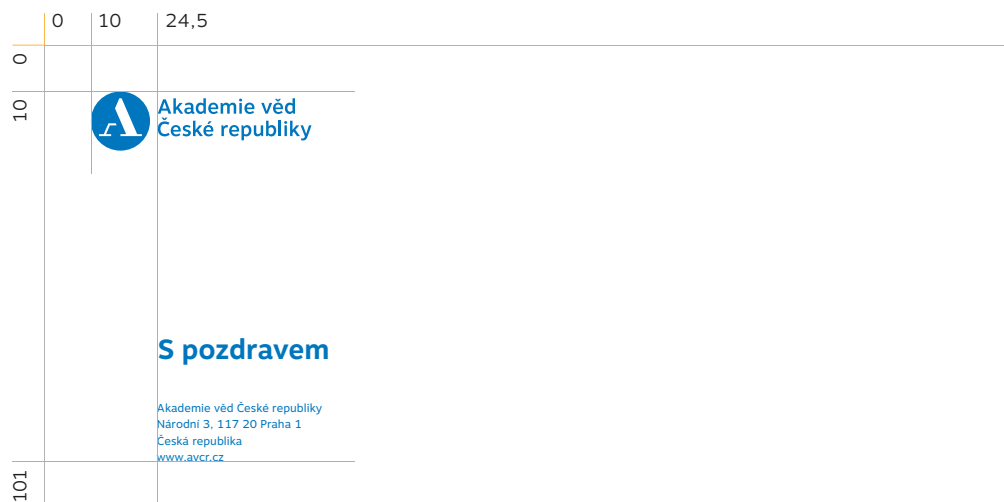 0 10 24,5
0
10
Akademie věd
České republiky
S pozdravem
Akademie věd České republiky
Národní 3, 117 20 Praha 1
Česká republika
www.avcr.cz
101